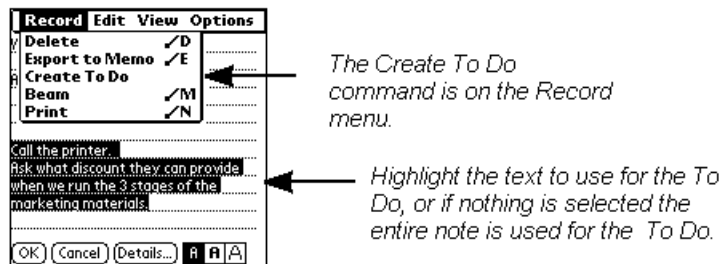 Record Edit View Options
Delete ✓D
Export to Memo ✓E
Create To Do
Beam ✓M
Print ✓N
The Create To Do
command is on the Record
menu.
Call the printer.
Ask what discount they can provide
when we run the 3 stages of the
marketing materials.
Highlight the text to use for the To
Do, or if nothing is selected the
entire note is used for the To Do.
OK Cancel Details... A A A